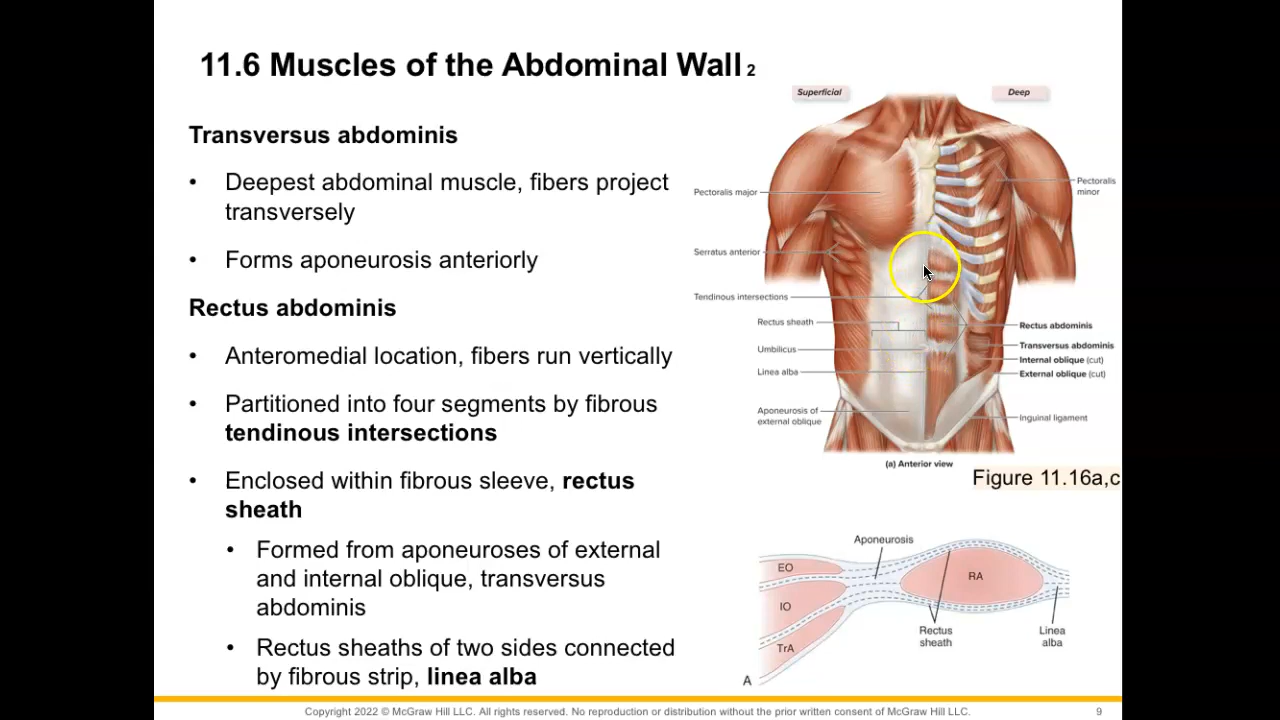 11.6 Muscles of the Abdominal Wall 2
Transversus abdominis
• Deepest abdominal muscle, fibers project
transversely
• Forms aponeurosis anteriorly
Rectus abdominis
• Anteromedial location, fibers run vertically
• Partitioned into four segments by fibrous
tendinous intersections
• Enclosed within fibrous sleeve, rectus
sheath
• Formed from aponeuroses of external
and internal oblique, transversus
abdominis
• Rectus sheaths of two sides connected
by fibrous strip, linea alba
Superficial
Deep
Pectoralis major
Serratus anterior
Tendinous intersections
Rectus sheath
Umbilicus
Linea alba
Aponeurosis of
external oblique
Pectoralis
minor
Rectus abdominis
Transversus abdominis
Internal oblique (cut)
External oblique (cut)
Inguinal ligament
(a) Anterior view
Figure 11.16a,c
Aponeurosis
EO
IO
TrA
RA
Rectus
sheath
Linea
alba
A
Copyright 2022 © McGraw Hill LLC. All rights reserved. No reproduction or distribution without the prior written consent of McGraw Hill LLC.
9